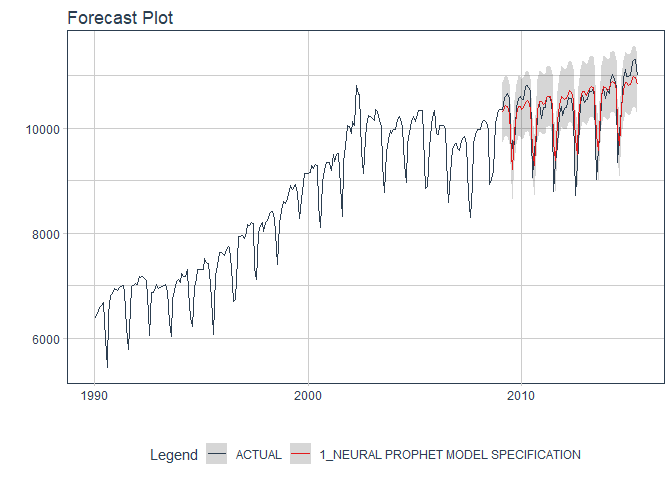 Forecast Plot
10000
8000
6000
1990
2000
2010
Legend
ACTUAL
1_NEURAL PROPHET MODEL SPECIFICATION